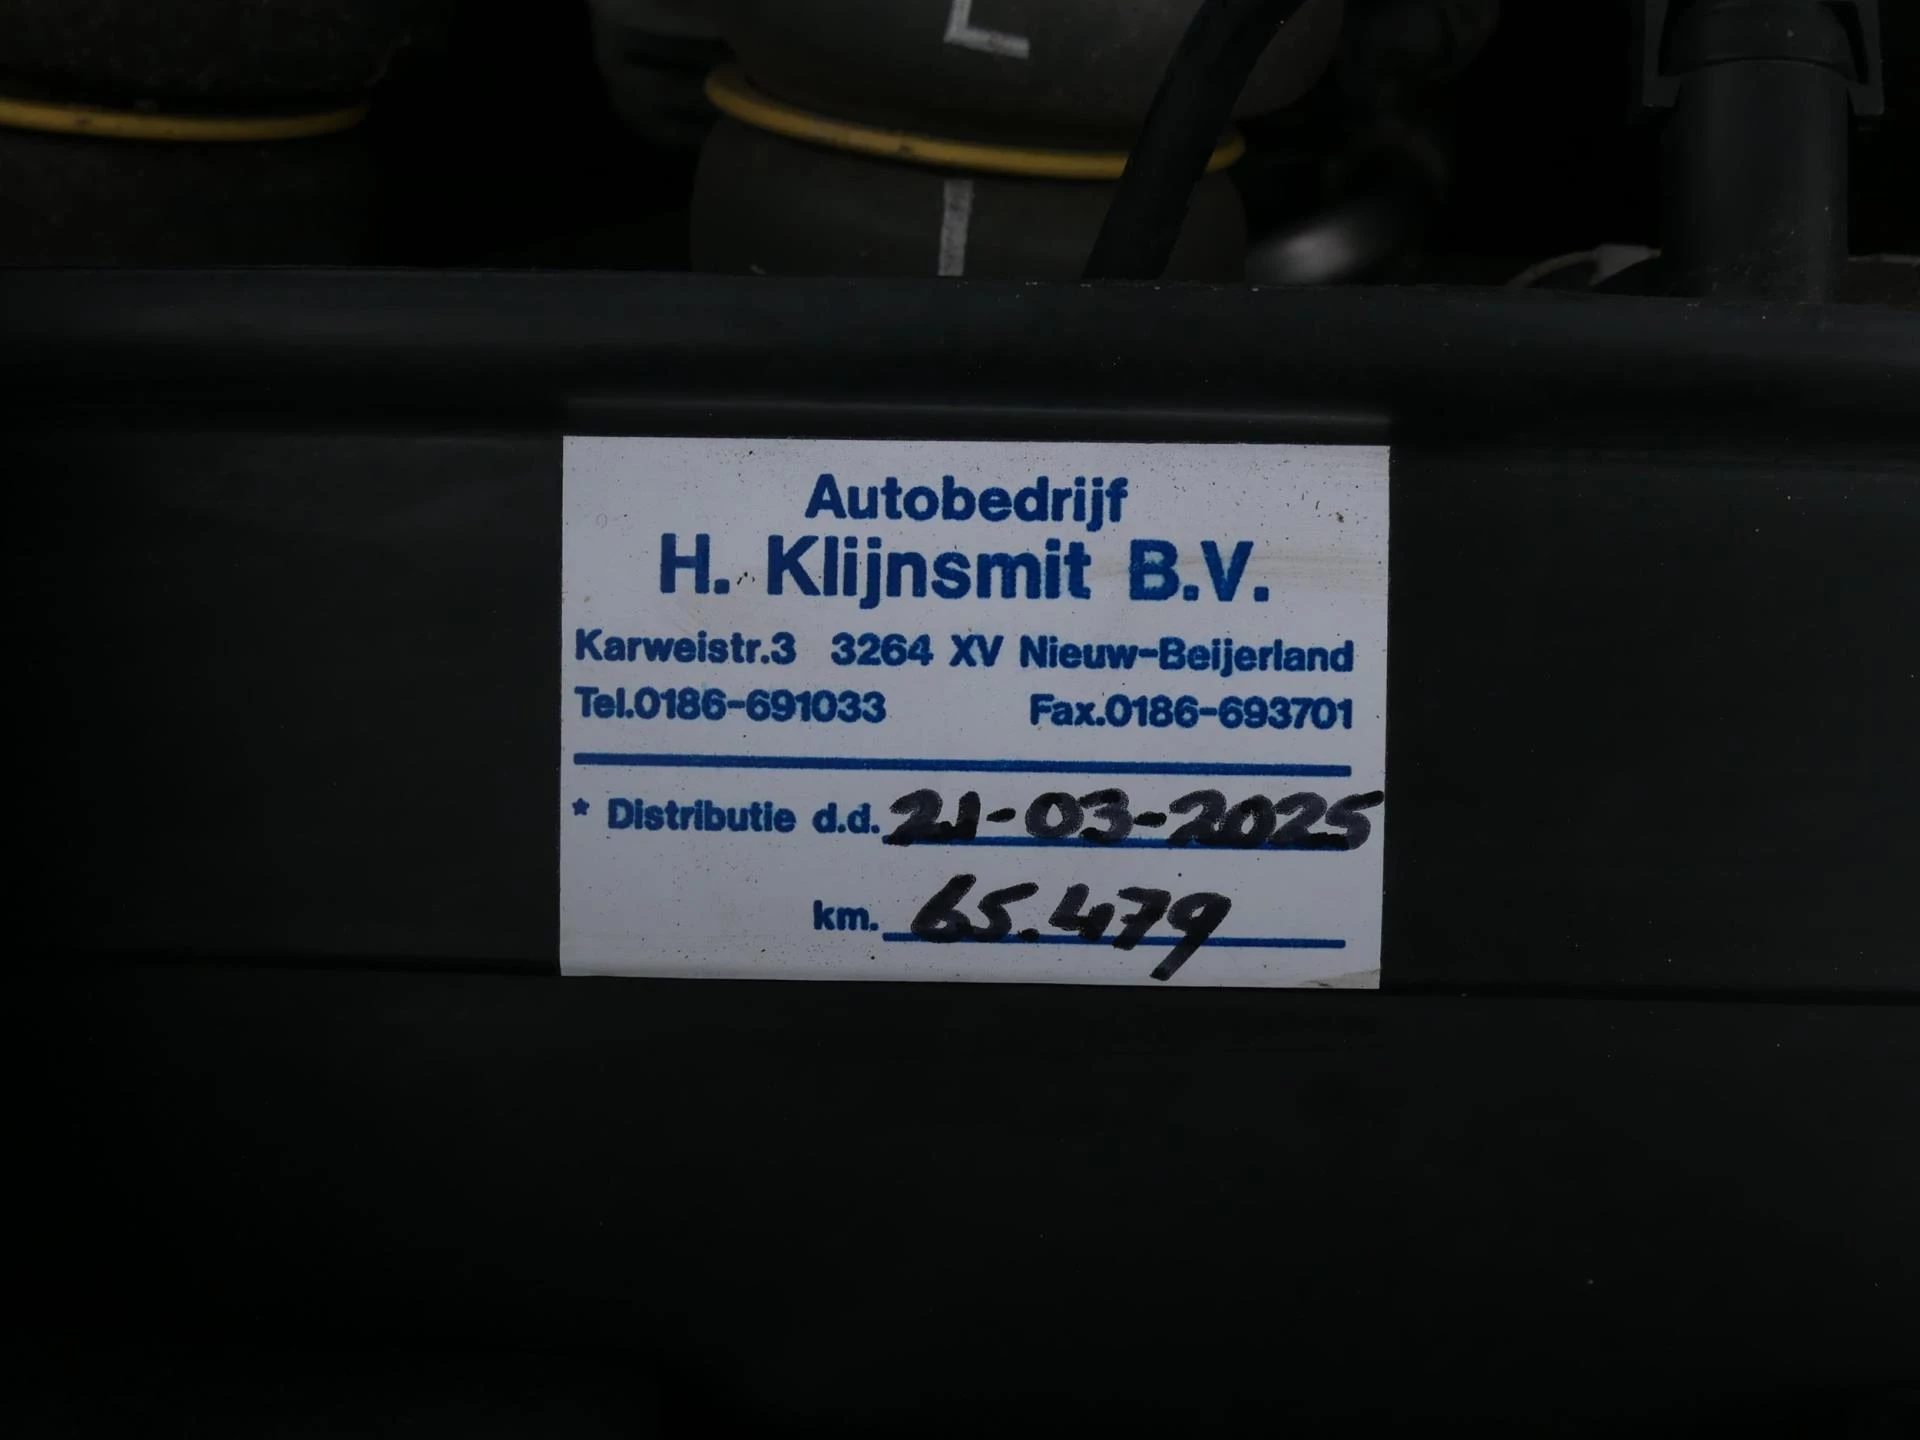 Autobedrijf
H. Klijnsmit B.V.
Karweistr.3 3264 XV Nieuw-Beijerland
Tel.0186-691033 Fax.0186-693701
* Distributie d.d. 21-03-2025
km. 65.479